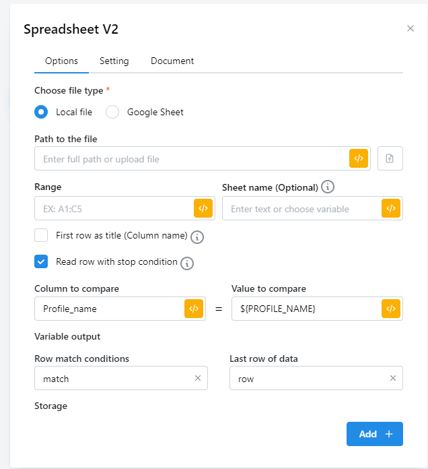 Spreadsheet V2
Options Setting Document
Choose file type *
Local file Google Sheet
Path to the file
Enter full path or upload file
Range Sheet name (Optional)
EX: A1:C5 Enter text or choose variable
First row as title (Column name)
Read row with stop condition
Column to compare Value to compare
Profile_name = ${PROFILE_NAME}
Variable output
Row match conditions Last row of data
match row
Storage
Add +